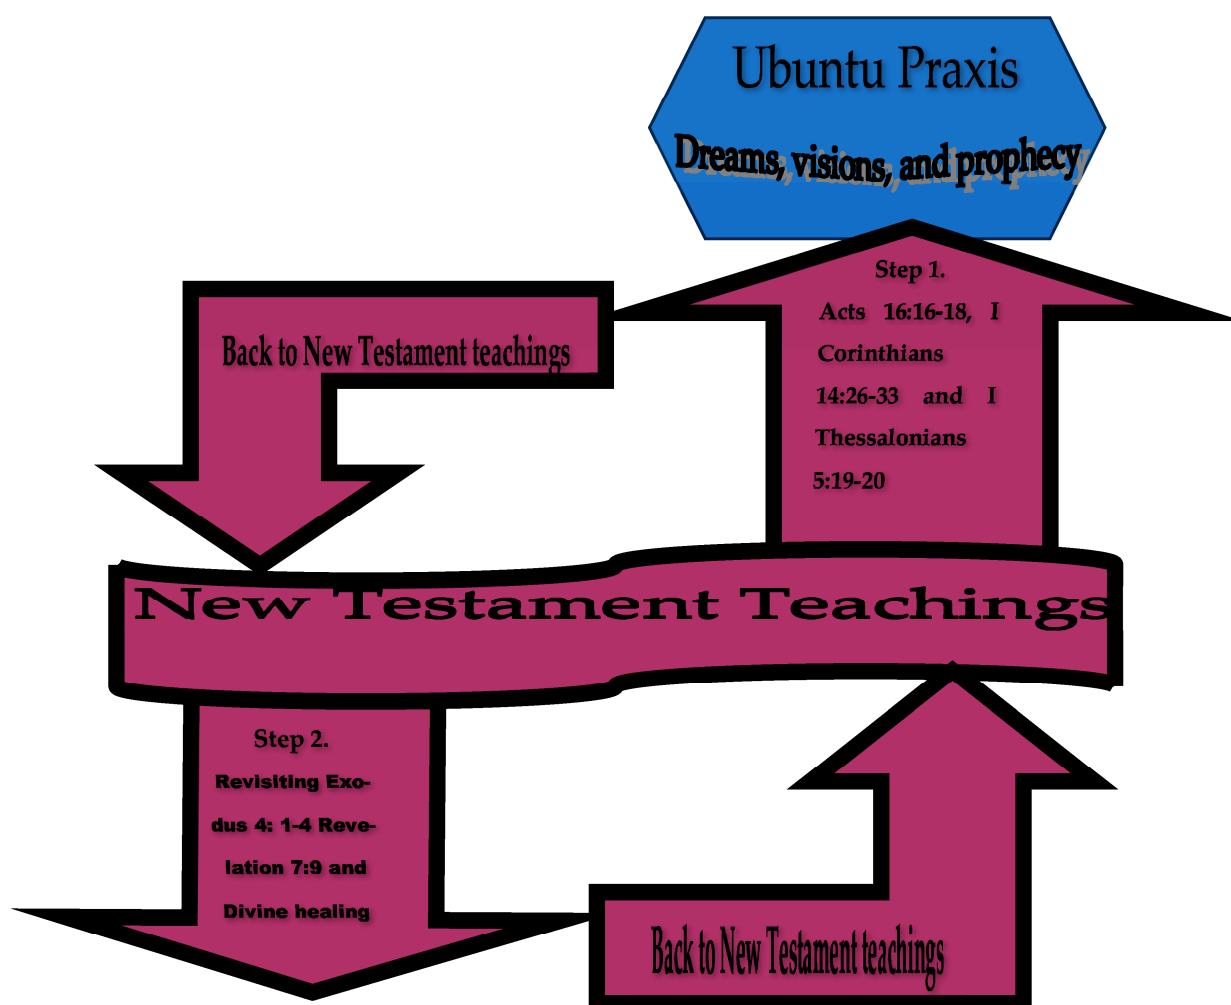 Ubuntu Praxis
Dreams, visions, and prophecy
Step 1.
Acts 16:16-18, I
Corinthians
14:26-33 and I
Thessalonians
5:19-20
Back to New Testament teachings
New Testament Teachings
Step 2.
Revisiting Exo-
dus 4: 1-4 Reve-
lation 7:9 and
Divine healing
Back to New Testament teachings